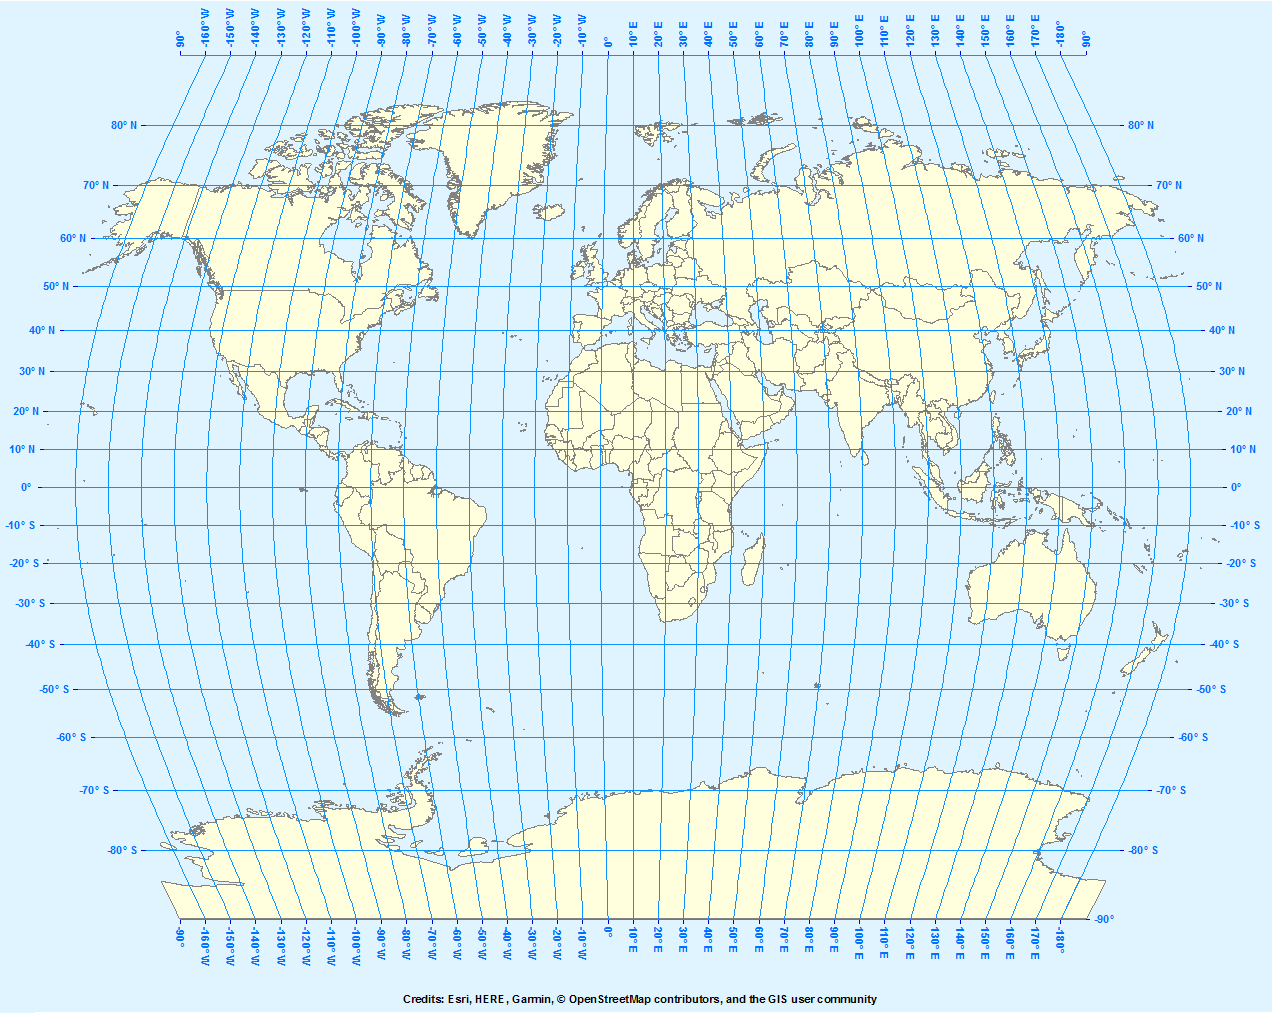 90° -160° W -150° W -140° W -130° W -120° W -110° W -100° W -90° W -80° W -70° W -60° W -50° W -40° W -30° W -20° W -10° W 0° 10° E 20° E 30° E 40° E 50° E 60° E 70° E 80° E 90° E 100° E 110° E 120° E 130° E 140° E 150° E 160° E 170° E -180° 90°
80° N 80° N
70° N 70° N
60° N 60° N
50° N 50° N
40° N 40° N
30° N 30° N
20° N 20° N
10° N 10° N
0° 0°
-10° S -10° S
-20° S -20° S
-30° S -30° S
-40° S -40° S
-50° S -50° S
-60° S -60° S
-70° S -70° S
-80° S -80° S
-90°
-90° -160° W -150° W -140° W -130° W -120° W -110° W -100° W -90° W -80° W -70° W -60° W -50° W -40° W -30° W -20° W -10° W 0° 10° E 20° E 30° E 40° E 50° E 60° E 70° E 80° E 90° E 100° E 110° E 120° E 130° E 140° E 150° E 160° E 170° E -180°
Credits: Esri, HERE, Garmin, © OpenStreetMap contributors, and the GIS user community